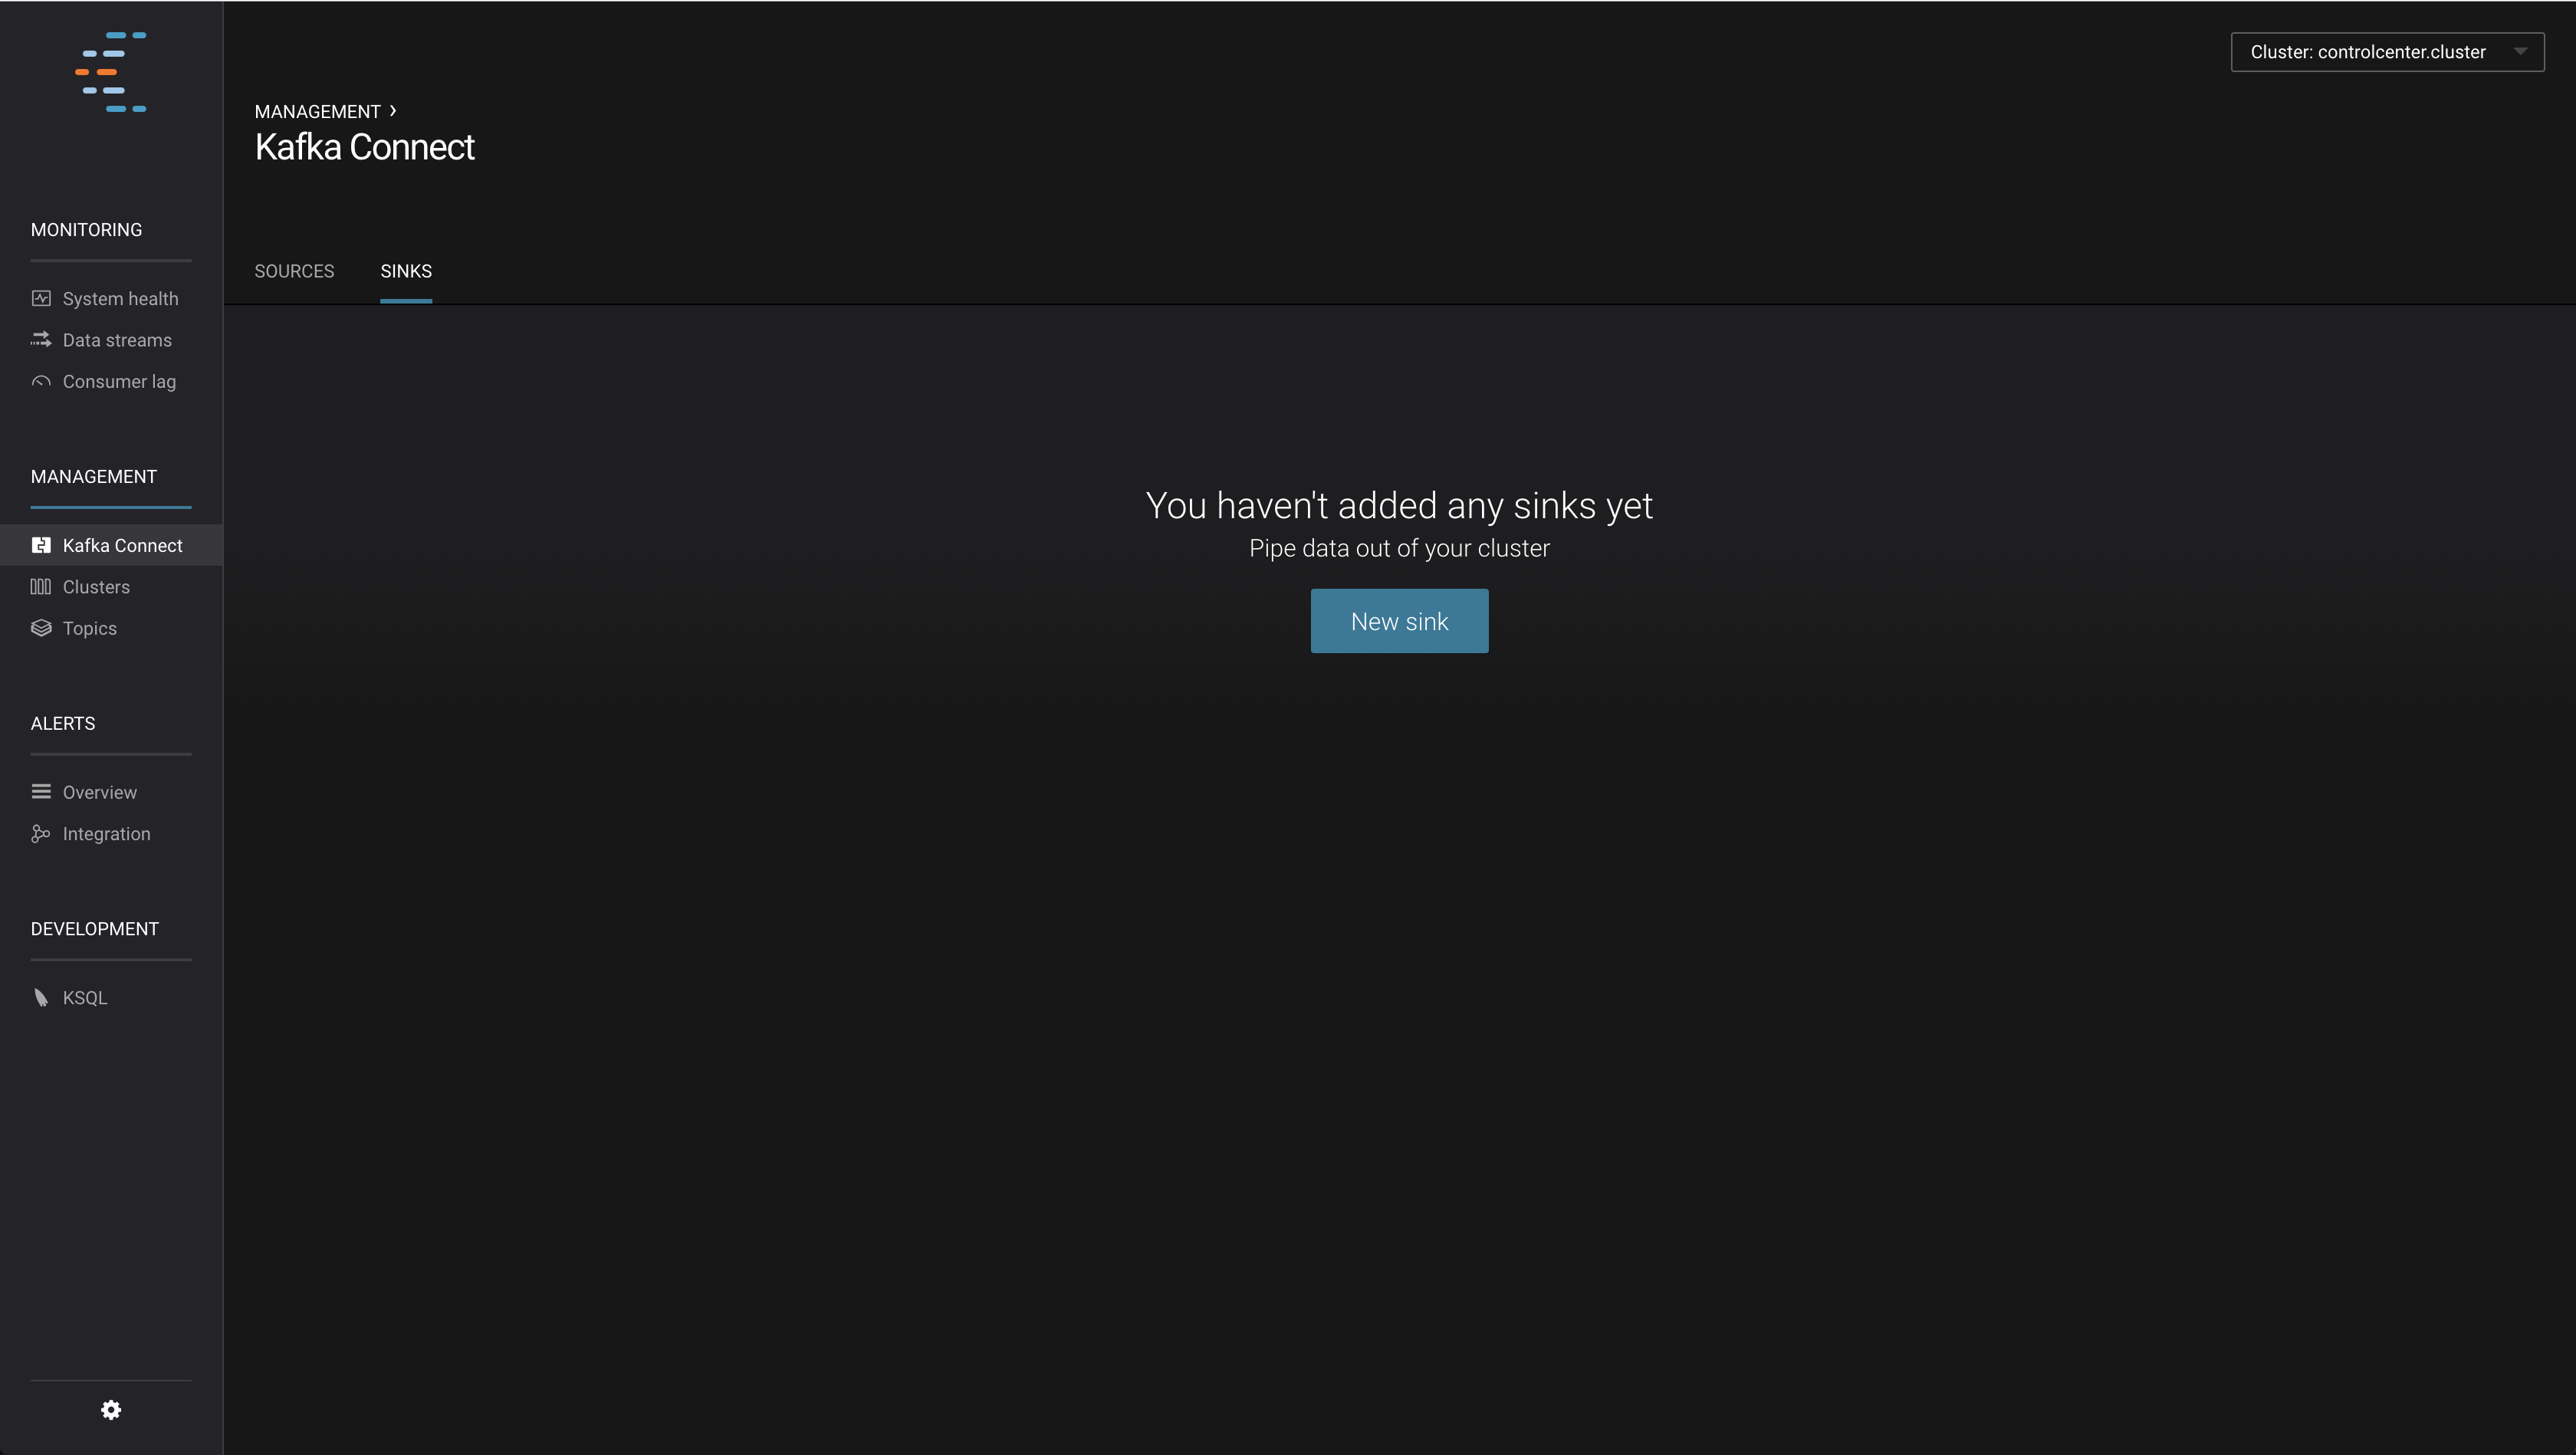 Cluster: controlcenter.cluster
MANAGEMENT ›
Kafka Connect
SOURCES
SINKS
MONITORING
System health
Data streams
Consumer lag
MANAGEMENT
Kafka Connect
Clusters
Topics
ALERTS
Overview
Integration
DEVELOPMENT
KSQL
You haven't added any sinks yet
Pipe data out of your cluster
New sink